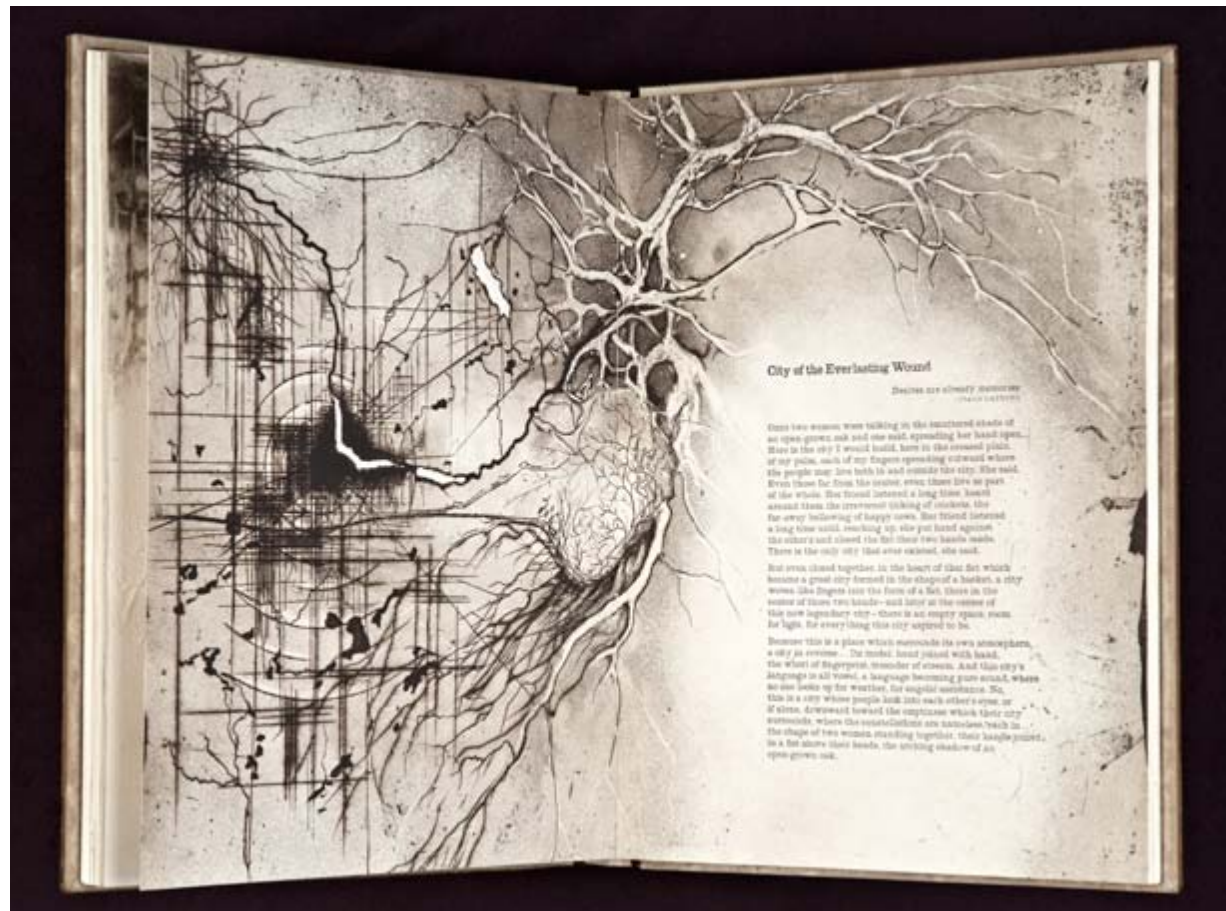 City of the Everlasting Wound
Desires are already memories
Once two women were talking in the shade of
an open-grown oak and one said, spreading her hand open...
Here is the city I would build, here in the creased plain
of my palm, each of my fingers spreading outward where
the people may live both in and outside the city. She said,
Even those far from the center, even those live as part
of the whole. Her friend listened a long time, heard
around them the irreverent ticking of crickets, the
far-away bellowing of happy cows. Her friend listened
a long time until, reaching up, she put hand against
the other's and closed the fist their two hands made.
There is the only city that ever existed, she said.
But even closed together, in the heart of that fist which
became a great city formed in the shape of a basket, a city
woven like fingers into the form of a fist, there in the
center of those two hands—and later at the center of
this now legendary city—there is an empty space, room
for light, for everything this city aspired to be.
Because this is a place which surrounds its own atmosphere,
a city in reverse... Its model: hand joined with hand,
the whorl of fingerprint, meander of stream. And this city's
language is all vowel, a language becoming pure sound, where
no one looks up for weather, for angelic assistance. No,
this is a city whose people look into each other's eyes, or
if alone, downward toward the emptiness which their city
surrounds, where the constellations are nameless/each in
the shape of two women standing together, their hands joined
in a fist above their heads, the arching shadow of an
open-grown oak.